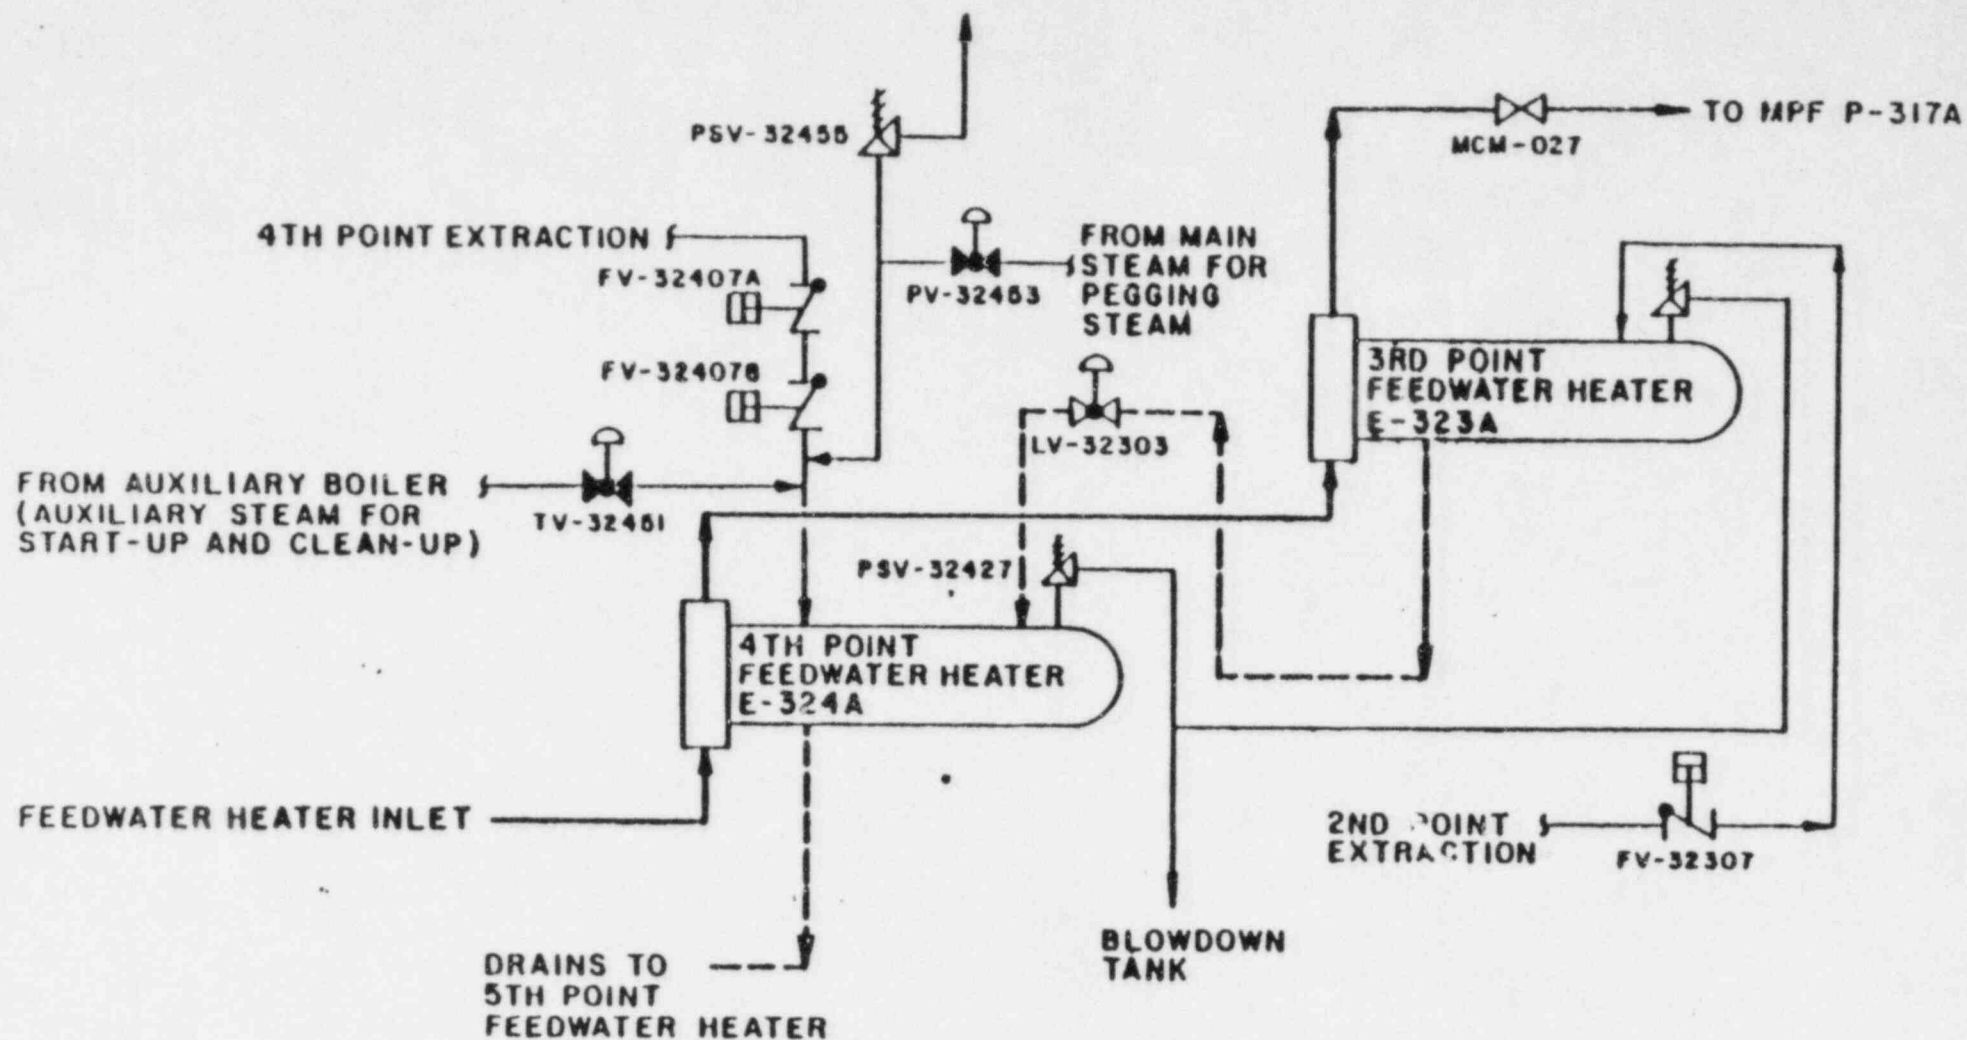 PSV-32455
TO MPF P-317A
MCM-027
4TH POINT EXTRACTION
FROM MAIN
STEAM FOR
PEGGING
STEAM
FV-32407A
PV-32453
FV-32407B
3RD POINT
FEEDWATER HEATER
E-323A
LV-32303
FROM AUXILIARY BOILER
(AUXILIARY STEAM FOR
START-UP AND CLEAN-UP)
TV-32451
PSV-32427
4TH POINT
FEEDWATER HEATER
E-324A
FEEDWATER HEATER INLET
2ND POINT
EXTRACTION
FV-32307
BLOWDOWN
TANK
DRAINS TO
5TH POINT
FEEDWATER HEATER